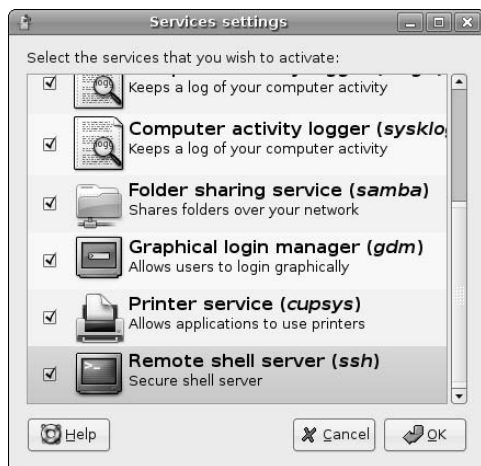 Services settings
Select the services that you wish to activate:
Keeps a log of your computer activity
Computer activity logger (sysklo
Keeps a log of your computer activity
Folder sharing service (samba)
Shares folders over your network
Graphical login manager (gdm)
Allows users to login graphically
Printer service (cupsys)
Allows applications to use printers
Remote shell server (ssh)
Secure shell server
Help
Cancel
OK